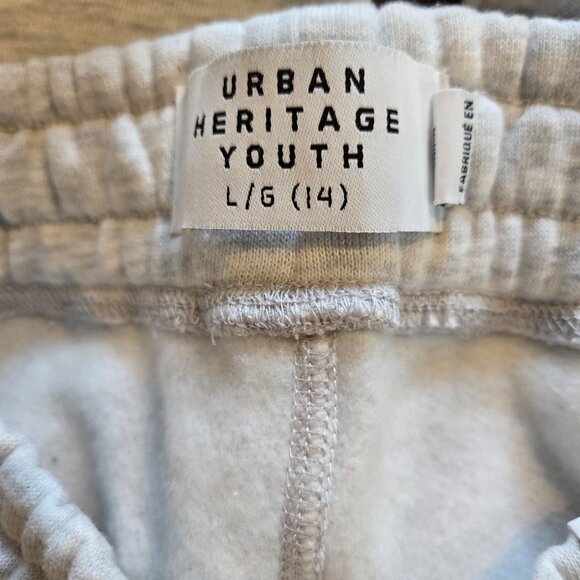 URBAN
HERITAGE
YOUTH
L/G (14)
FABRIQUÉ EN